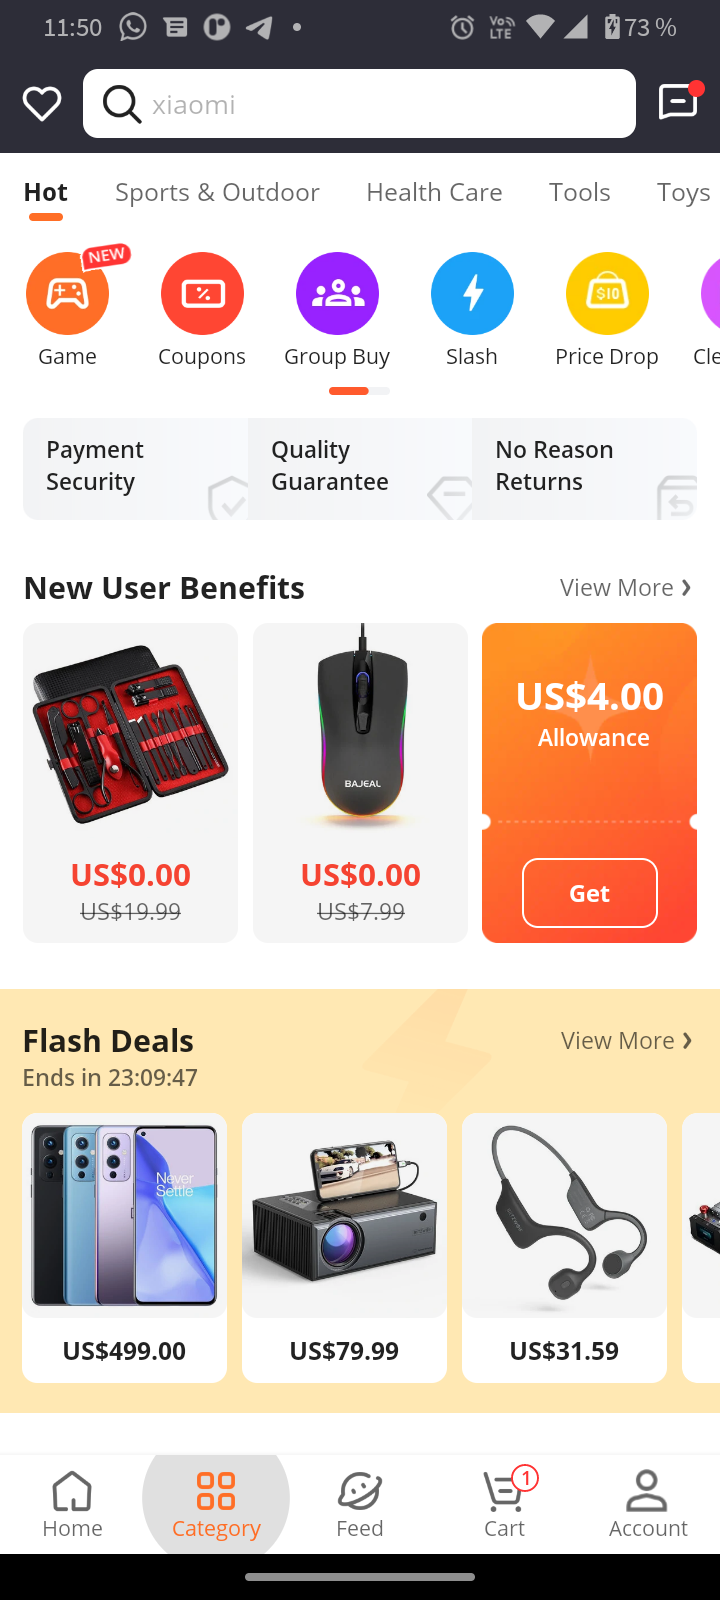 11:50
Vo
LTE
73 %
xiaomi
Hot
Sports & Outdoor
Health Care
Tools
Toys
NEW
$10
Game
Coupons
Group Buy
Slash
Price Drop
Cle
Payment
Security
Quality
Guarantee
No Reason
Returns
New User Benefits
View More
BAJEAL
US$0.00
US$19.99
US$0.00
US$7.99
US$4.00
Allowance
Get
Flash Deals
View More
Ends in 23:09:47
Never
Settle
US$499.00
US$79.99
US$31.59
1
Home
Category
Feed
Cart
Account